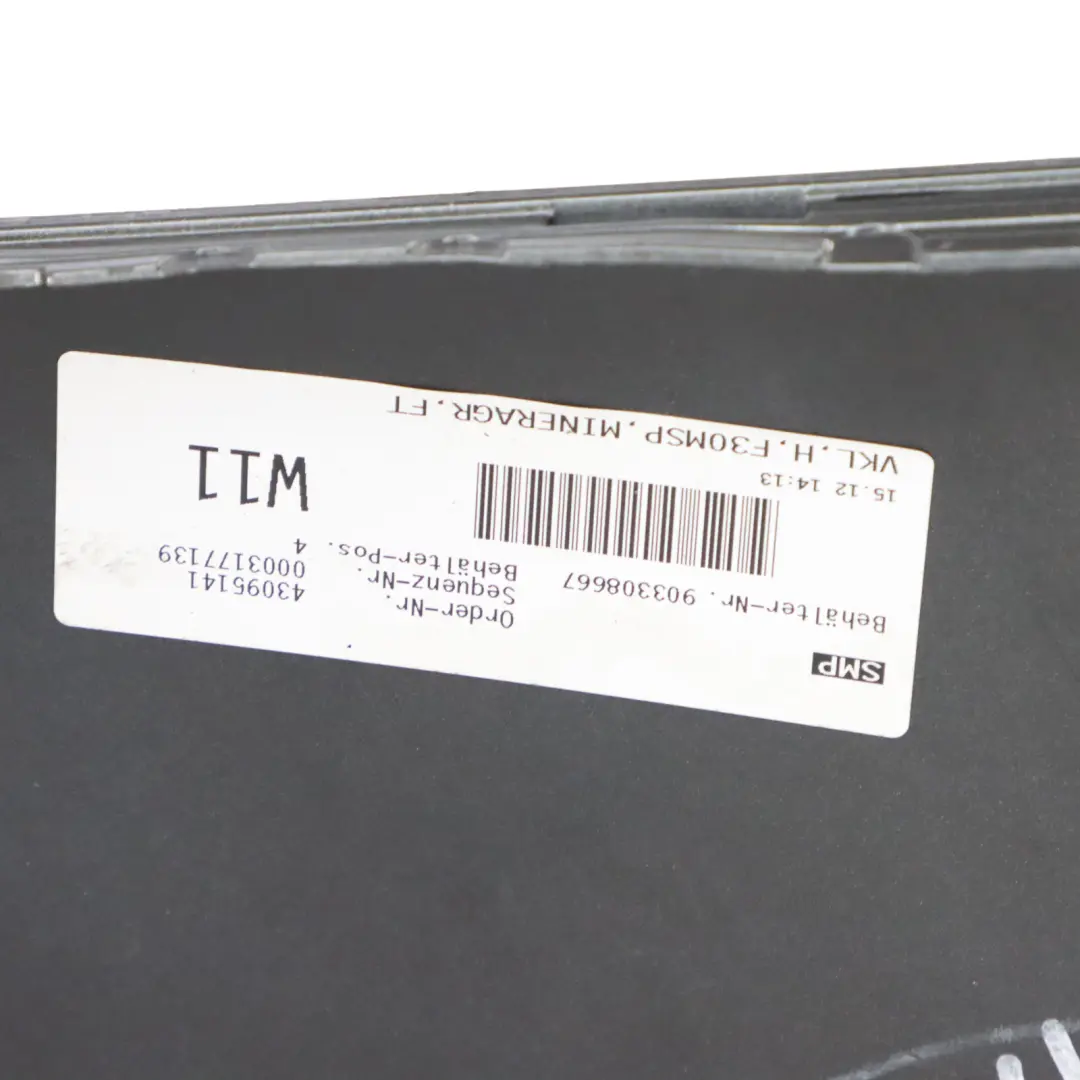 SMP
Behälter-Nr. 903308667
Order-Nr. 43095141
Sequenz-Nr. 0003177139
Behälter-Pos. 4
15.12 14:13
W11
VKL.H.F30MSP.MINERAGR.FT